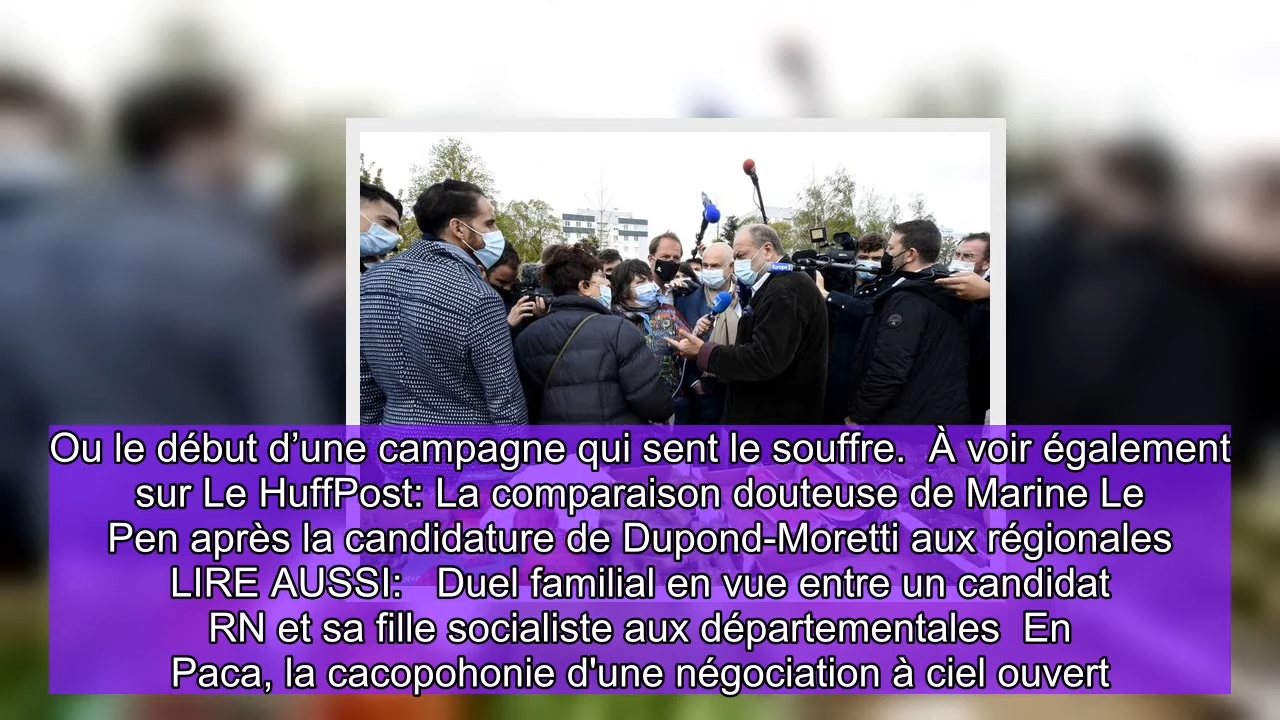 Europe1
Ou le début d’une campagne qui sent le souffre.  À voir également
sur Le HuffPost: La comparaison douteuse de Marine Le
Pen après la candidature de Dupond-Moretti aux régionales
LIRE AUSSI:   Duel familial en vue entre un candidat
RN et sa fille socialiste aux départementales  En
Paca, la cacopohonie d'une négociation à ciel ouvert